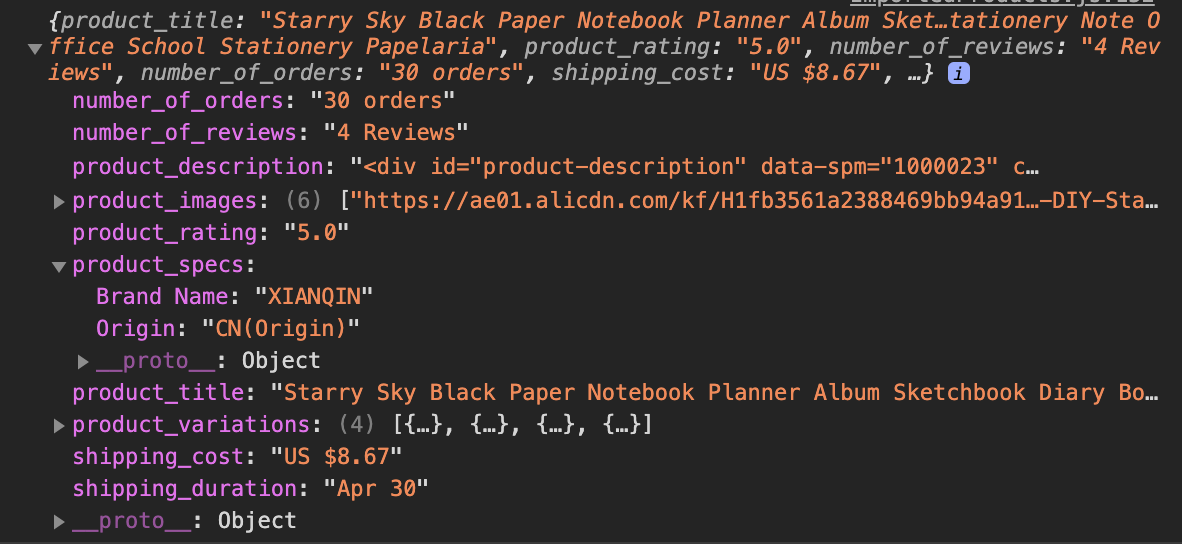 {product_title: "Starry Sky Black Paper Notebook Planner Album Sket…tationery Note O
ffice School Stationery Papelaria", product_rating: "5.0", number_of_reviews: "4 Rev
iews", number_of_orders: "30 orders", shipping_cost: "US $8.67", …} i
number_of_orders: "30 orders"
number_of_reviews: "4 Reviews"
product_description: "<div id="product-description" data-spm="1000023" c…
product_images: (6) ["https://ae01.alicdn.com/kf/H1fb3561a2388469bb94a91…-DIY-Sta…
product_rating: "5.0"
product_specs:
Brand Name: "XIANQIN"
Origin: "CN(Origin)"
__proto__: Object
product_title: "Starry Sky Black Paper Notebook Planner Album Sketchbook Diary Bo…
product_variations: (4) [{…}, {…}, {…}, {…}]
shipping_cost: "US $8.67"
shipping_duration: "Apr 30"
__proto__: Object